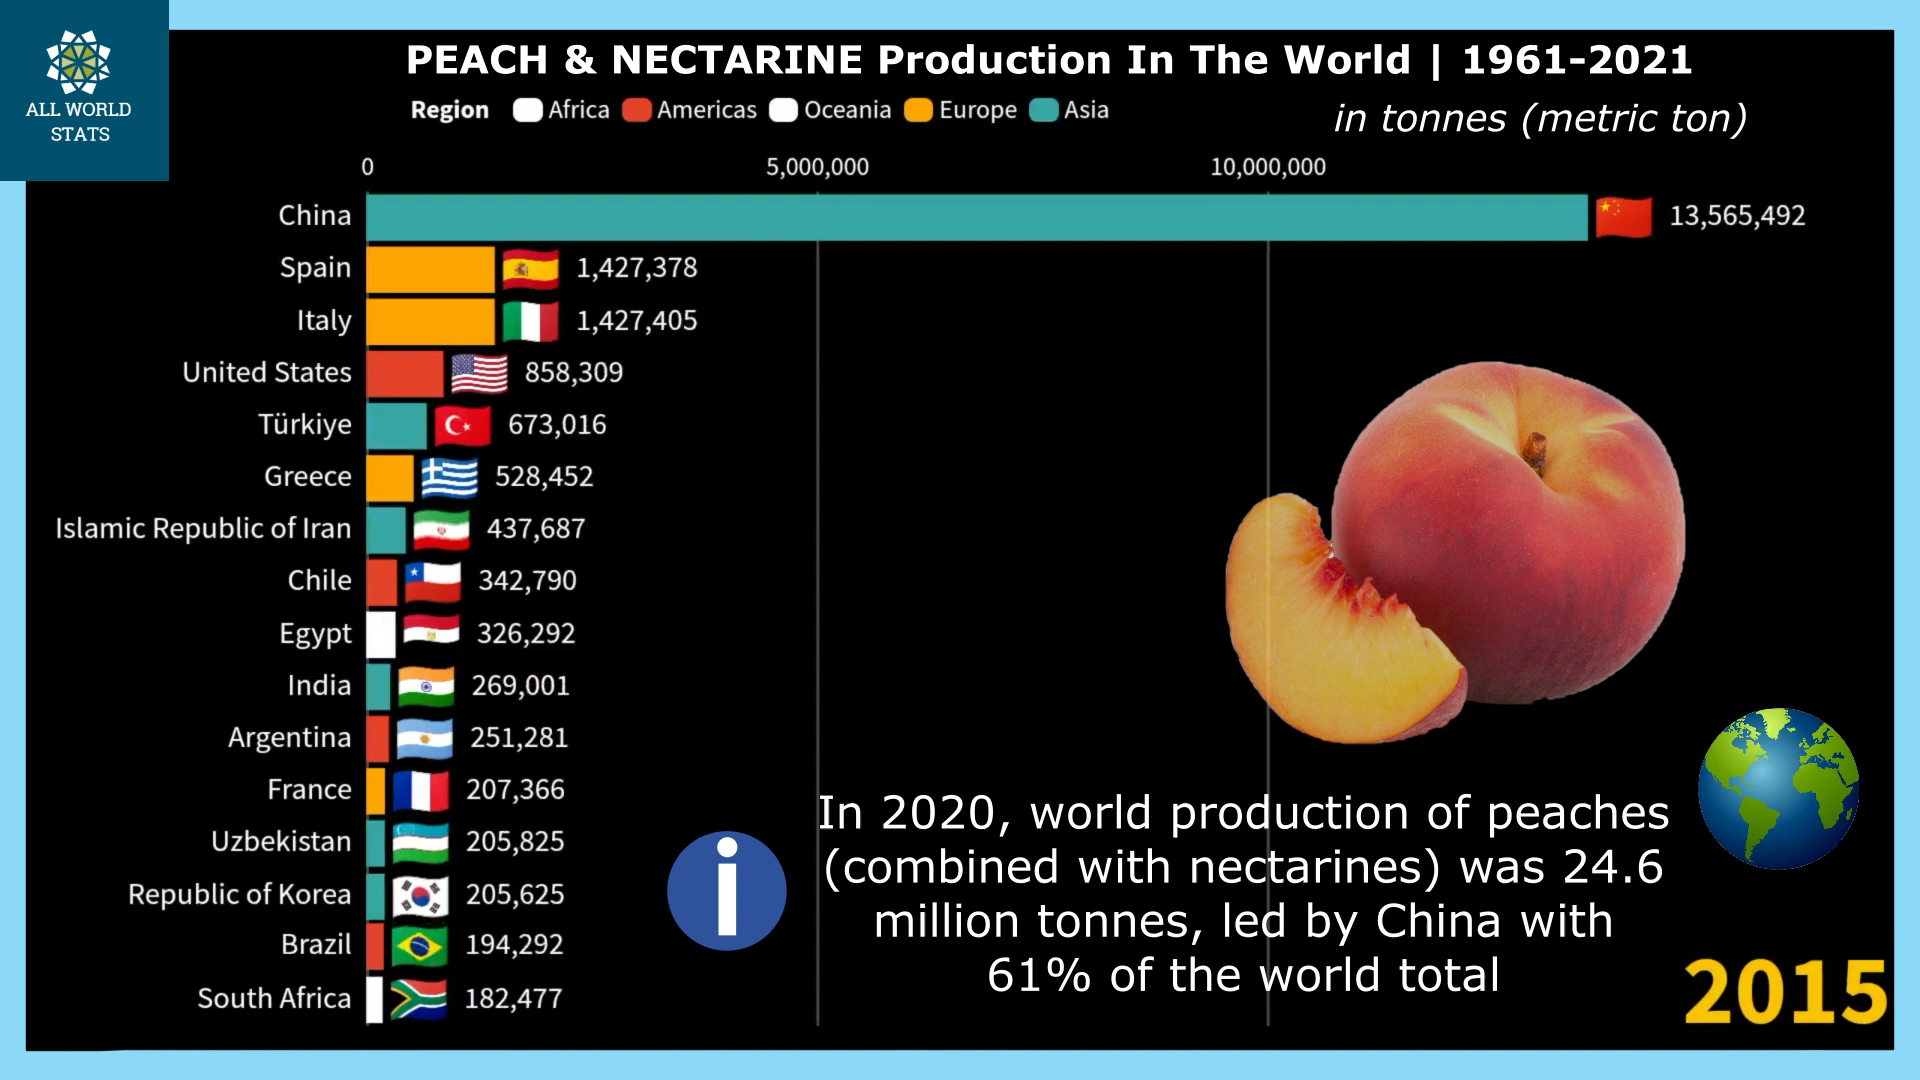 ALL WORLD
STATS
PEACH & NECTARINE Production In The World | 1961-2021
Region Africa Americas Oceania Europe Asia
in tonnes (metric ton)
0 5,000,000 10,000,000
China 13,565,492
Spain 1,427,378
Italy 1,427,405
United States 858,309
Türkiye 673,016
Greece 528,452
Islamic Republic of Iran 437,687
Chile 342,790
Egypt 326,292
India 269,001
Argentina 251,281
France 207,366
Uzbekistan 205,825
Republic of Korea 205,625
Brazil 194,292
South Africa 182,477
i
In 2020, world production of peaches
(combined with nectarines) was 24.6
million tonnes, led by China with
61% of the world total
2015